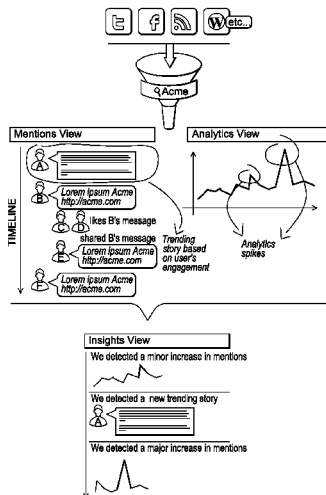 t f W etc...
Acme
Mentions View
Analytics View
TIMELINE
A
B
Lorem Ipsum Acme
http://acme.com
C D likes B's message
shared B's message
E
Lorem Ipsum Acme
http://acme.com
F
Lorem Ipsum Acme
http://acme.com
Trending
story based
on user's
engagement
Analytics
spikes
Insights View
We detected a minor increase in mentions
We detected a new trending story
A
We detected a major increase in mentions